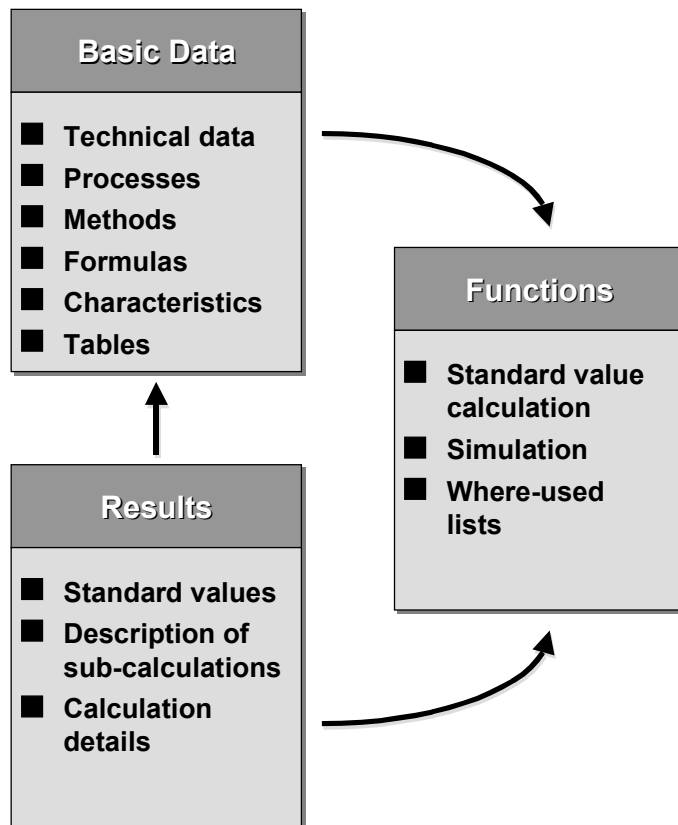 Basic Data
Technical data
Processes
Methods
Formulas
Characteristics
Tables
Functions
Standard value
calculation
Simulation
Where-used
lists
Results
Standard values
Description of
sub-calculations
Calculation
details